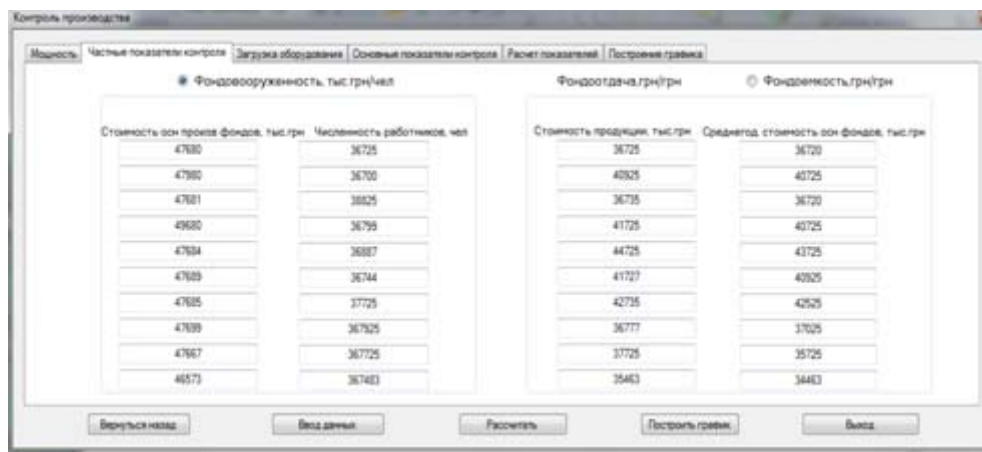 Контроль производства
Мощность Частные показатели контроля Загрузка оборудования Основные показатели контроля Расчет показателей Построение графика
Фондовооруженность, тыс.грн/чел Фондоотдача,грн/грн Фондоемкость,грн/грн
Стоимость осн произв фондов, тыс.грн Численность работников, чел Стоимость продукции, тыс.грн Среднегод. стоимость осн фондов, тыс.грн
47680 36725 36725 36720
47980 36700 40925 40725
47681 38825 36735 36720
49680 36799 41725 40725
47684 36887 44725 43725
47689 36744 41727 40925
47685 37725 42735 42525
47699 367925 36777 37025
47667 367725 37725 35725
46573 367483 35463 34463
Вернуться назад Ввод данных Рассчитать Построить график Выход